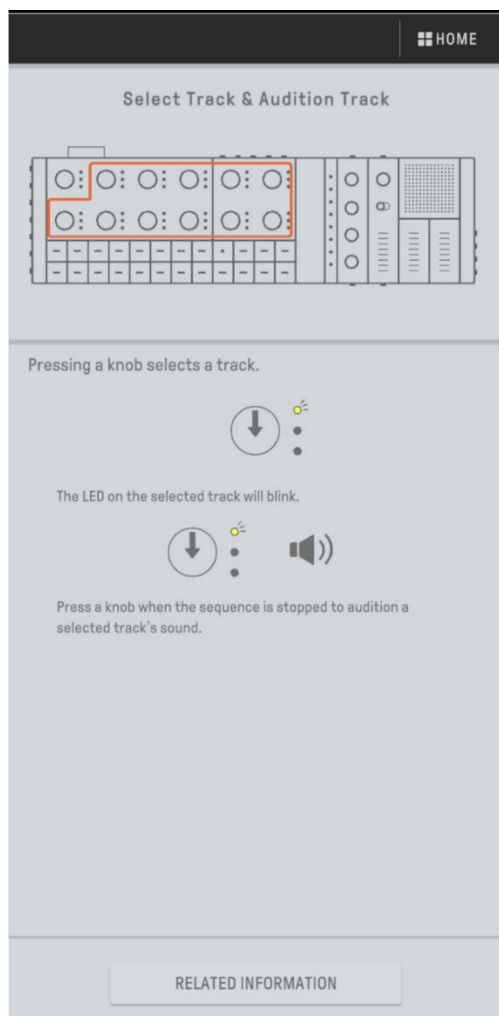 HOME
Select Track & Audition Track
Pressing a knob selects a track.
The LED on the selected track will blink.
Press a knob when the sequence is stopped to audition a
selected track's sound.
RELATED INFORMATION